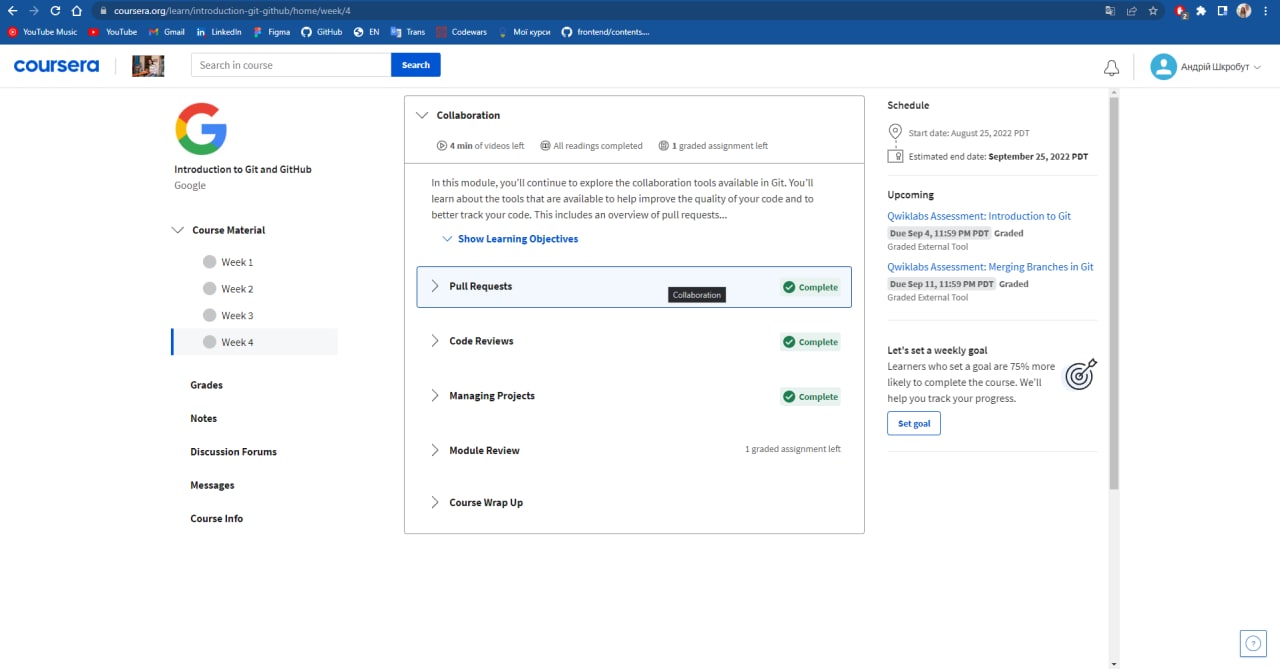 coursera.org/learn/introduction-git-github/home/week/4
2
YouTube Music YouTube Gmail LinkedIn Figma GitHub EN Trans Codewars Мої курси frontend/contents...
coursera
Search in course
Search
Андрій Шкробут
Introduction to Git and GitHub
Google
Course Material
Week 1
Week 2
Week 3
Week 4
Grades
Notes
Discussion Forums
Messages
Course Info
Collaboration
4 min of videos left All readings completed 1 graded assignment left
In this module, you'll continue to explore the collaboration tools available in Git. You'll
learn about the tools that are available to help improve the quality of your code and to
better track your code. This includes an overview of pull requests...
Show Learning Objectives
Pull Requests Complete
Collaboration
Code Reviews Complete
Managing Projects Complete
Module Review 1 graded assignment left
Course Wrap Up
Schedule
Start date: August 25, 2022 PDT
Estimated end date: September 25, 2022 PDT
Upcoming
Qwiklabs Assessment: Introduction to Git
Due Sep 4, 11:59 PM PDT Graded
Graded External Tool
Qwiklabs Assessment: Merging Branches in Git
Due Sep 11, 11:59 PM PDT Graded
Graded External Tool
Let's set a weekly goal
Learners who set a goal are 75% more
likely to complete the course. We'll
help you track your progress.
Set goal
?